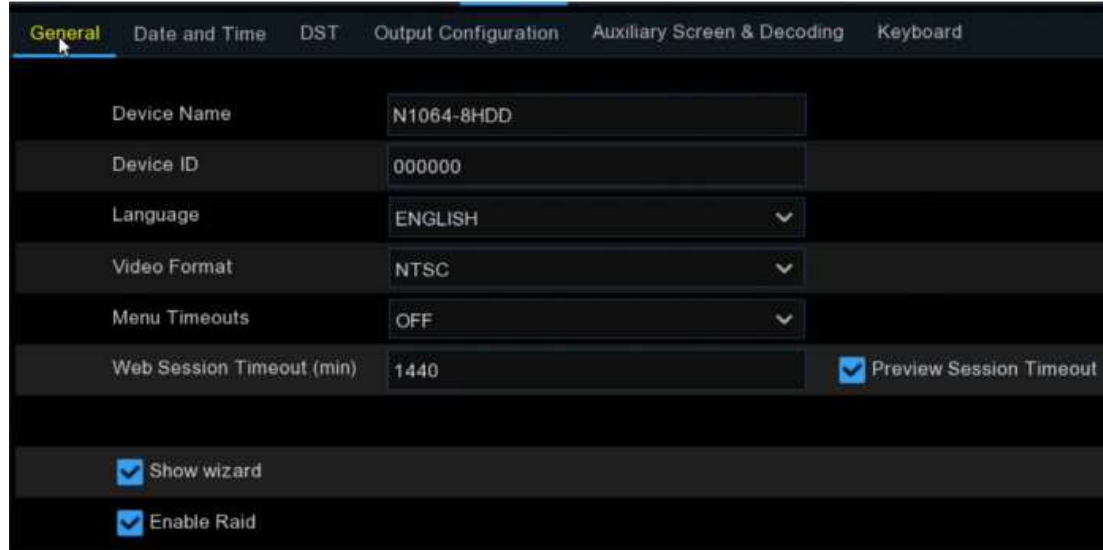 General Date and Time DST Output Configuration Auxiliary Screen & Decoding Keyboard
Device Name N1064-8HDD
Device ID 000000
Language ENGLISH
Video Format NTSC
Menu Timeouts OFF
Web Session Timeout (min) 1440 Preview Session Timeout
Show wizard
Enable Raid